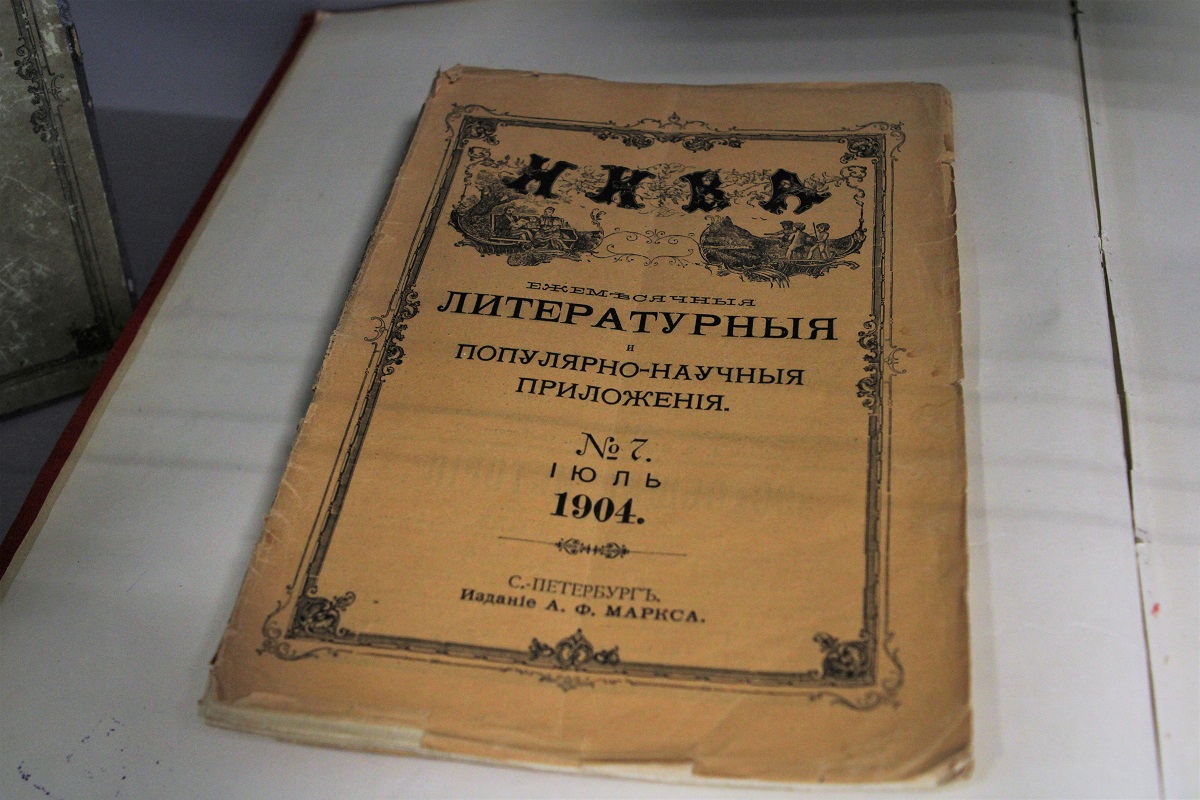 НИВА
ЕЖЕМѢСЯЧНЫЯ
ЛИТЕРАТУРНЫЯ
И
ПОПУЛЯРНО-НАУЧНЫЯ
ПРИЛОЖЕНІЯ.
№ 7.
ІЮЛЬ
1904.
С.-ПЕТЕРБУРГЪ.
Изданіе А. Ф. МАРКСА.